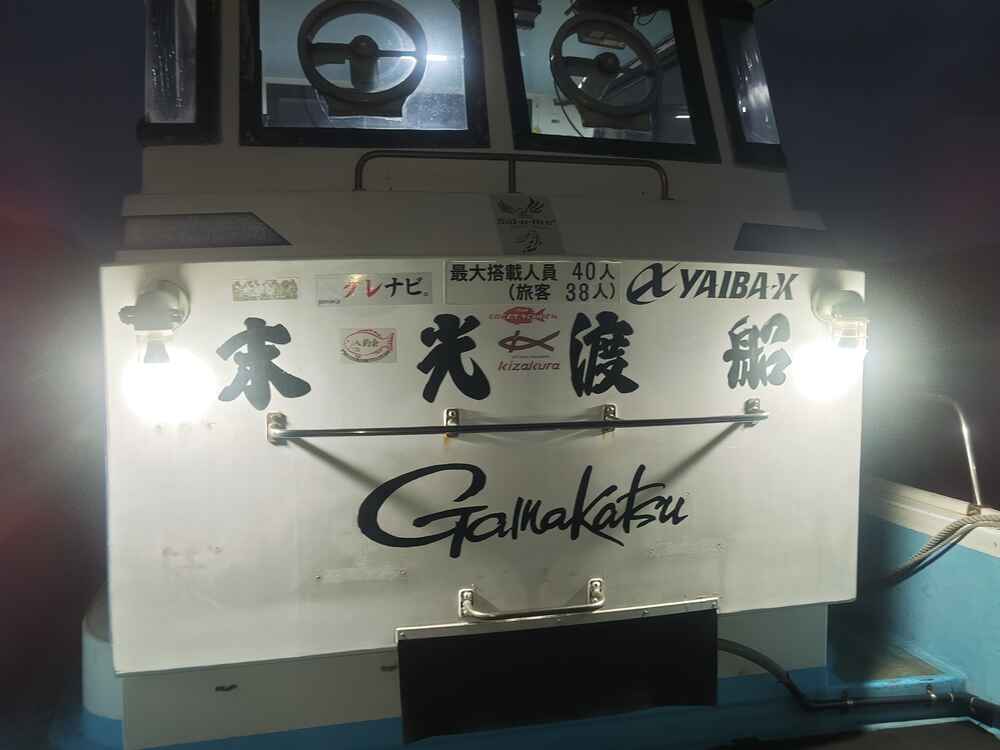 グレナビ
最大搭載人員 40人
(旅客 38人)
YAIBA-X
末光渡船
kizakura
Gamakatsu